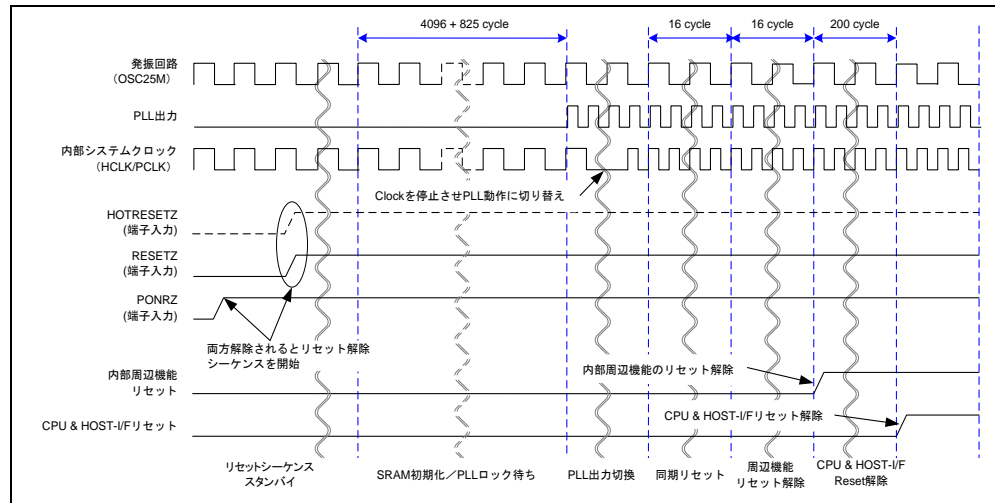 4096 + 825 cycle
16 cycle
16 cycle
200 cycle
発振回路
(OSC25M)
PLL出力
内部システムクロック
(HCLK/PCLK)
Clockを停止させPLL動作に切り替え
HOTRESETZ
(端子入力)
RESETZ
(端子入力)
PONRZ
(端子入力)
両方解除されるとリセット解除
シーケンスを開始
内部周辺機能
リセット
内部周辺機能のリセット解除
CPU & HOST-I/Fリセット
CPU & HOST-I/Fリセット解除
リセットシーケンス
スタンバイ
SRAM初期化/PLLロック待ち
PLL出力切換
同期リセット
周辺機能
リセット解除
CPU & HOST-I/F
Reset解除